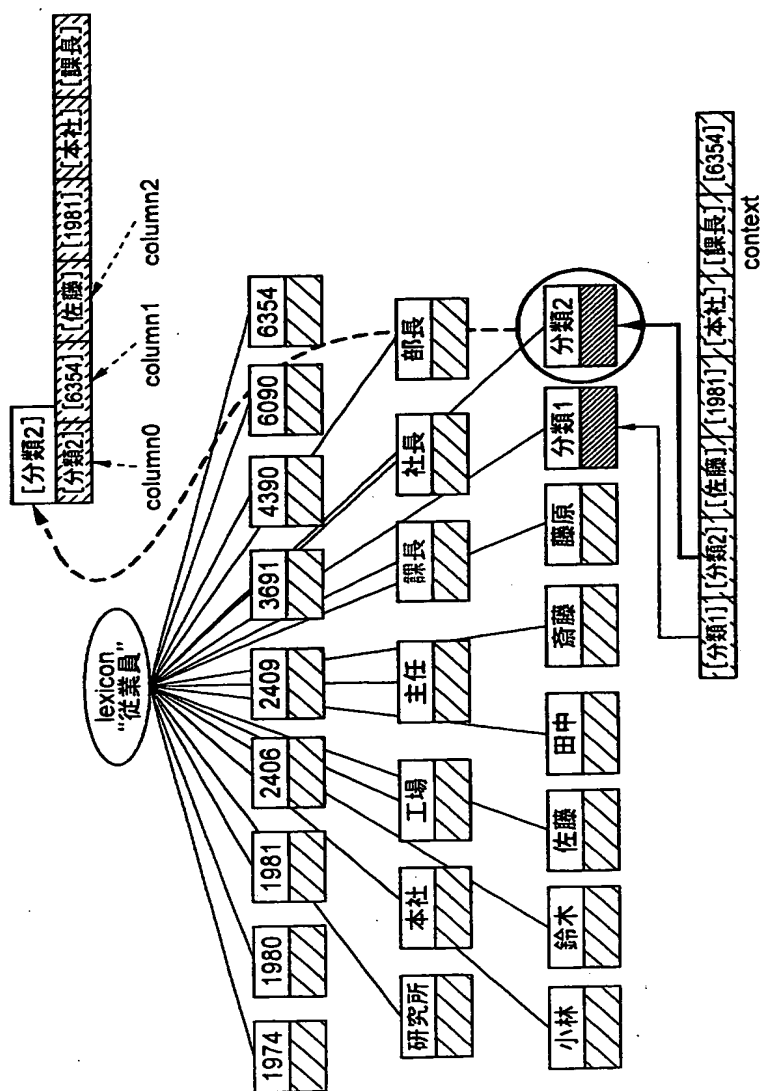 [分類2]
[分類2] [6354] [佐藤] [1981] [本社] [課長]
column0 column1 column2
lexicon
“従業員”
1974 1980 1981 2406 2409 3691 4390 6090 6354
研究所 本社 工場 主任 課長 社長 部長
小林 鈴木 佐藤 田中 斎藤 藤原 分類1 分類2
[分類1] [分類2] [佐藤] [1981] [本社] [課長] [6354]
context